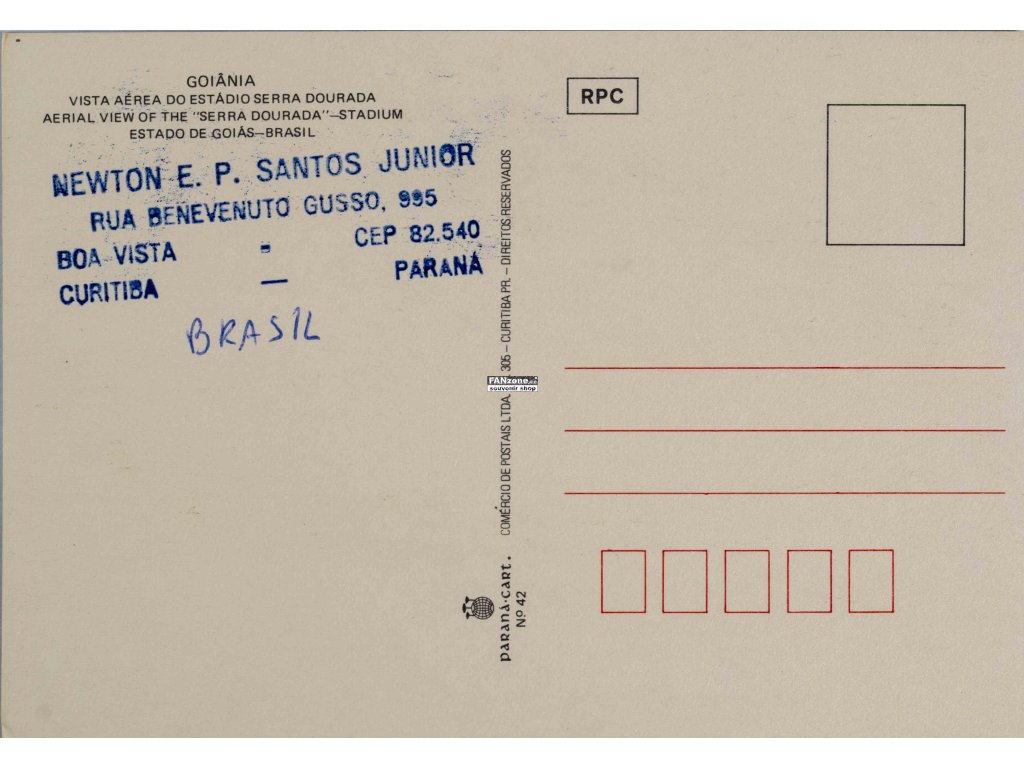 GOIÂNIA
VISTA AÉREA DO ESTÁDIO SERRA DOURADA
AERIAL VIEW OF THE "SERRA DOURADA"—STADIUM
ESTADO DE GOIÁS—BRASIL
NEWTON E. P. SANTOS JUNIOR
RUA BENEVENUTO GUSSO, 995
BOA VISTA - CEP 82.540
CURITIBA — PARANÁ
BRASIL
RPC
COMÉRCIO DE POSTAIS LTDA. 305 — CURITIBA PR. — DIREITOS RESERVADOS
FANzone.cz
souvenir shop
paraná-cart.
Nº 42